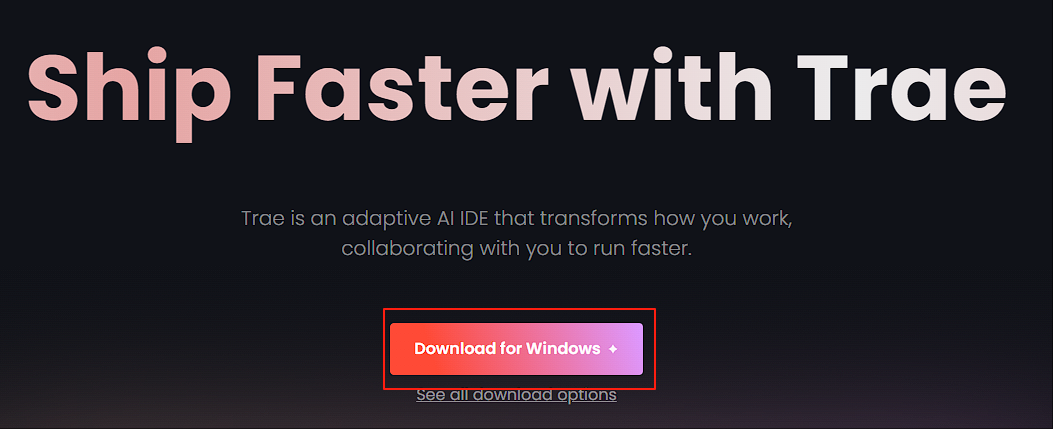 Ship Faster with Trae
Trae is an adaptive AI IDE that transforms how you work,
collaborating with you to run faster.
Download for Windows
See all download options